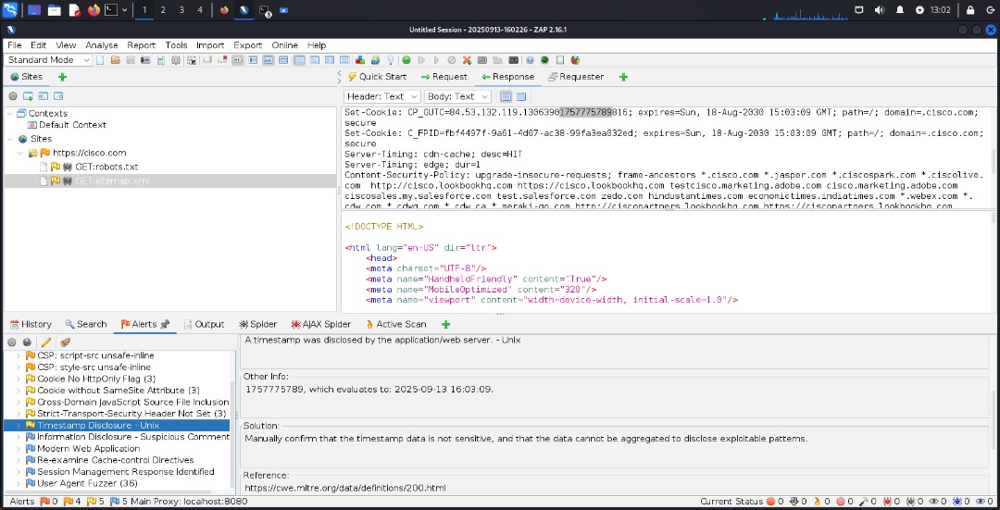 1 2 3 4
5
13:02
Untitled Session - 20250913-160226 - ZAP 2.16.1
File Edit View Analyse Report Tools Import Export Online Help
Standard Mode
Sites
Quick Start Request Response Requester
Header: Text Body: Text
Contexts
Default Context
Sites
https://cisco.com
GET:robots.txt
GET:sitemap.xml
Set-Cookie: CP_GUTC=84.53.132.119.13063901757775789816; expires=Sun, 18-Aug-2030 15:03:09 GMT; path=/; domain=.cisco.com;
secure
Set-Cookie: C_FPID=fbf4497f-9a61-4d07-ac38-99fa3ea032ed; expires=Sun, 18-Aug-2030 15:03:09 GMT; path=/; domain=.cisco.com;
secure
Server-Timing: cdn-cache; desc=HIT
Server-Timing: edge; dur=1
Content-Security-Policy: upgrade-insecure-requests; frame-ancestors *.cisco.com *.jasper.com *.ciscospark.com *.ciscolive.
com http://cisco.lookbookhq.com https://cisco.lookbookhq.com testcisco.marketing.adobe.com cisco.marketing.adobe.com
ciscosales.my.salesforce.com test.salesforce.com zedo.com hindustantimes.com economictimes.indiatimes.com *.webex.com *.
cdw.com *.cdwg.com *.cdw.ca *.meraki-go.com http://ciscopartners.lookbookhq.com https://ciscopartners.lookbookhq.com
<!DOCTYPE HTML>
<html lang="en-US" dir="ltr">
<head>
<meta charset="UTF-8"/>
<meta name="HandheldFriendly" content="True"/>
<meta name="MobileOptimized" content="320"/>
<meta name="viewport" content="width=device-width, initial-scale=1.0"/>
History Search Alerts Output Spider AJAX Spider Active Scan
CSP: script-src unsafe-inline
CSP: style-src unsafe-inline
Cookie No HttpOnly Flag (3)
Cookie without SameSite Attribute (3)
Cross-Domain JavaScript Source File Inclusion
Strict-Transport-Security Header Not Set (3)
Timestamp Disclosure - Unix
Information Disclosure - Suspicious Comment
Modern Web Application
Re-examine Cache-control Directives
Session Management Response Identified
User Agent Fuzzer (36)
A timestamp was disclosed by the application/web server. - Unix
Other Info:
1757775789, which evaluates to: 2025-09-13 16:03:09.
Solution:
Manually confirm that the timestamp data is not sensitive, and that the data cannot be aggregated to disclose exploitable patterns.
Reference:
https://cwe.mitre.org/data/definitions/200.html
Alerts 0 4 5 5 Main Proxy: localhost:8080
Current Status 0 0 0 0 0 0 0 0 0 0